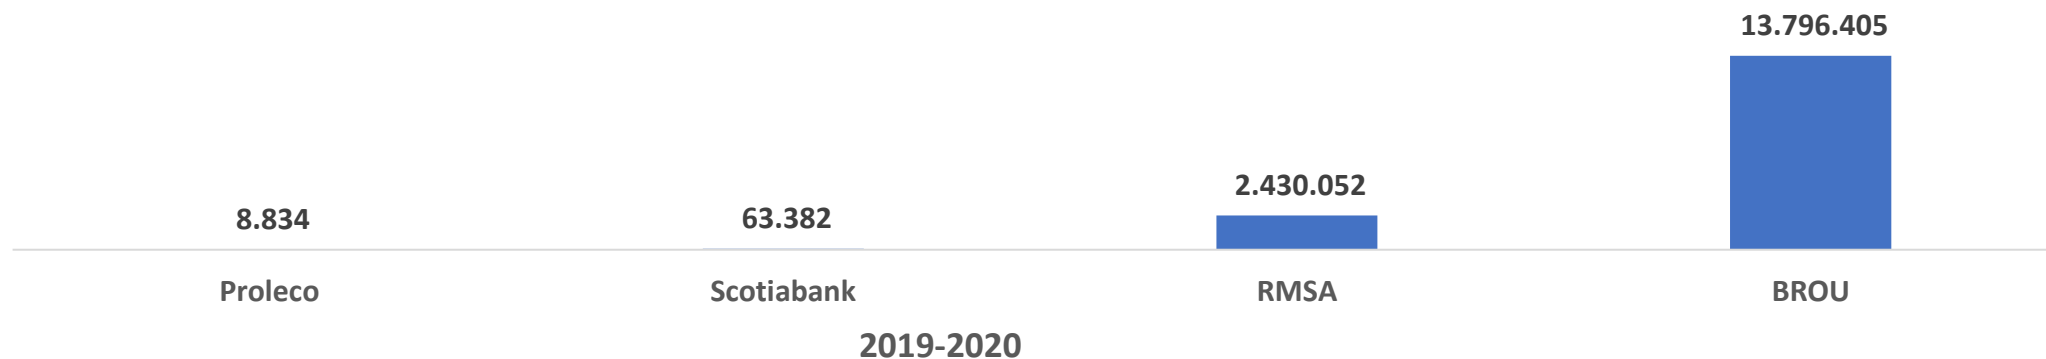 13.796.405
2.430.052
8.834
63.382
Proleco
Scotiabank
RMSA
BROU
2019-2020